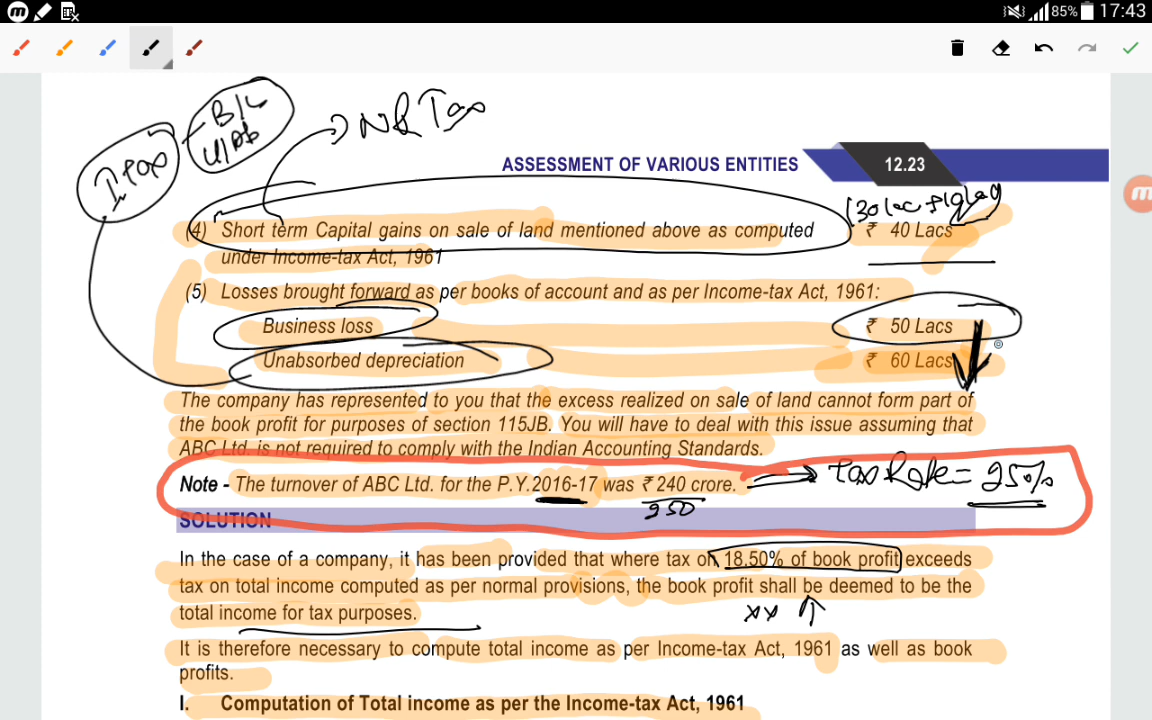 85% 17:43
B/L
U/Ab
I.Tax
NR Tax
ASSESSMENT OF VARIOUS ENTITIES 12.23
(4) Short term Capital gains on sale of land mentioned above as computed ₹ 40 Lacs
under Income-tax Act, 1961
(5) Losses brought forward as per books of account and as per Income-tax Act, 1961:
Business loss ₹ 50 Lacs
Unabsorbed depreciation ₹ 60 Lacs
The company has represented to you that the excess realized on sale of land cannot form part of
the book profit for purposes of section 115JB. You will have to deal with this issue assuming that
ABC Ltd. is not required to comply with the Indian Accounting Standards.
Note - The turnover of ABC Ltd. for the P.Y.2016-17 was ₹ 240 crore. Tax Rate = 25%
250
SOLUTION
In the case of a company, it has been provided that where tax on 18.50% of book profit exceeds
tax on total income computed as per normal provisions, the book profit shall be deemed to be the
total income for tax purposes.
xx
It is therefore necessary to compute total income as per Income-tax Act, 1961 as well as book
profits.
I. Computation of Total income as per the Income-tax Act, 1961